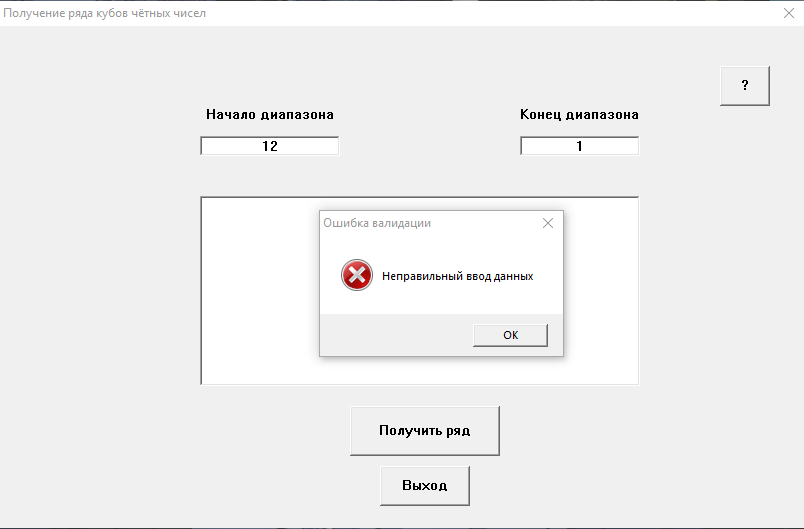 Получение ряда кубов чётных чисел
?
Начало диапазона
Конец диапазона
12
1
Ошибка валидации
Неправильный ввод данных
OK
Получить ряд
Выход